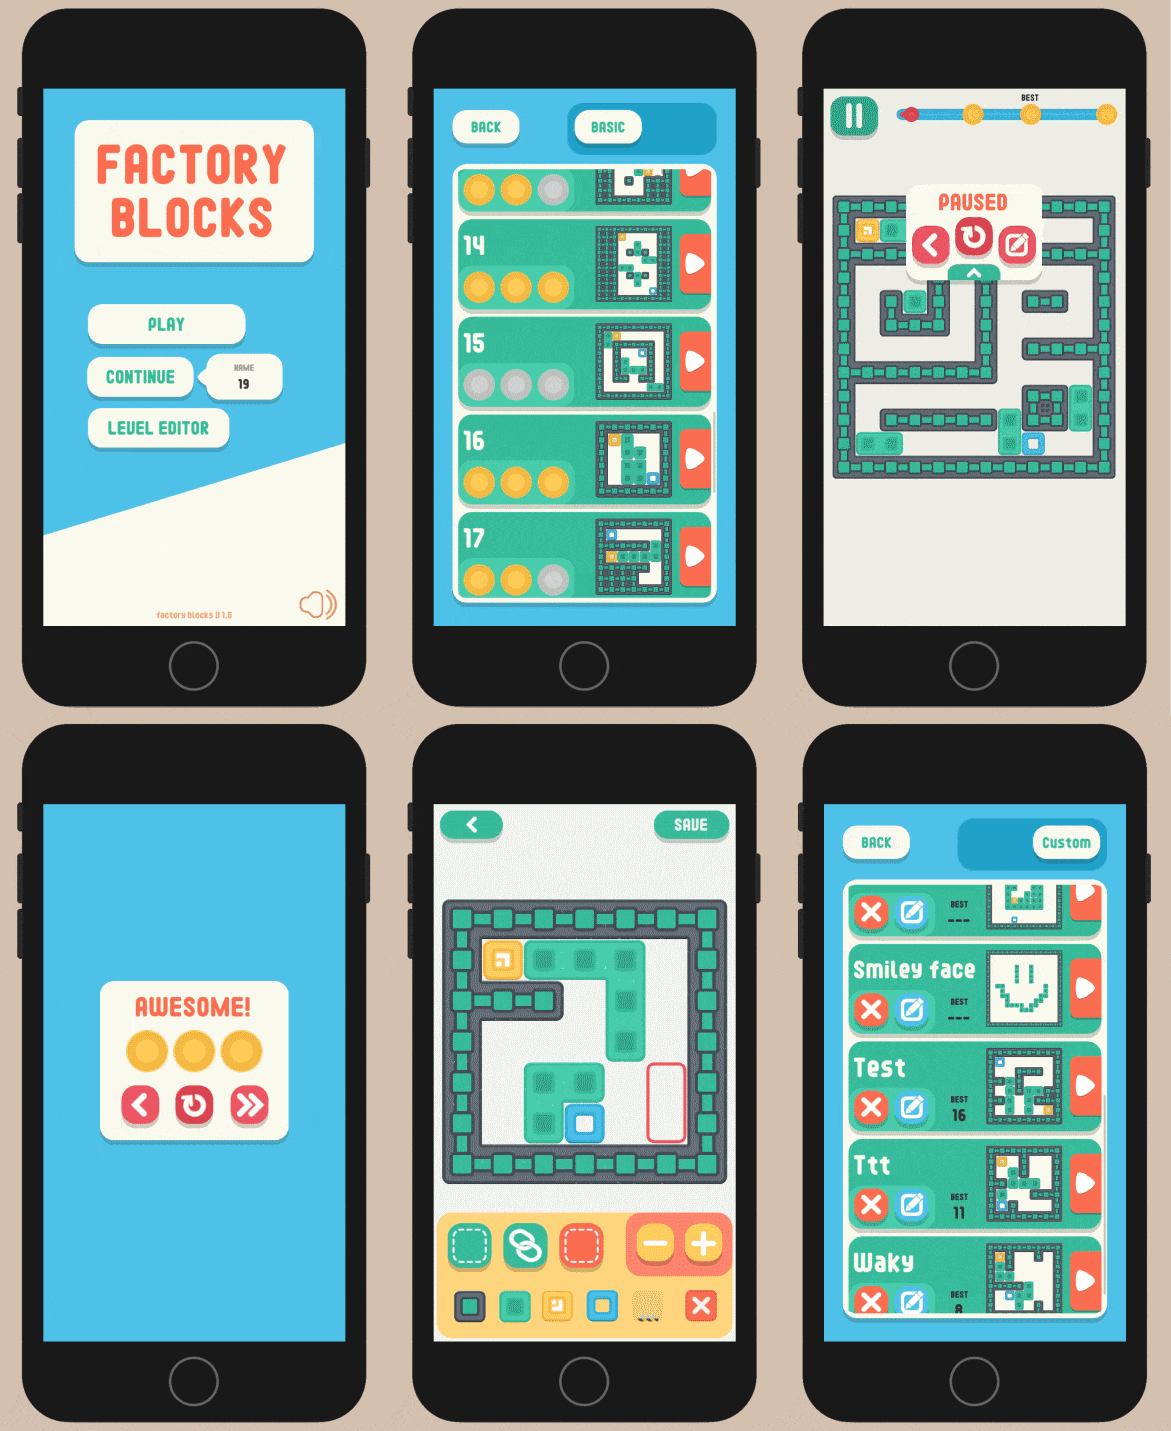 FACTORY
BLOCKS
PLAY
CONTINUE
NAME
19
LEVEL EDITOR
factory blocks V 1.5
BACK
BASIC
14
15
16
17
BEST
PAUSED
AWESOME!
SAVE
BACK
Custom
BEST
---
Smiley face
BEST
---
Test
BEST
16
Ttt
BEST
11
Waky
BEST
8